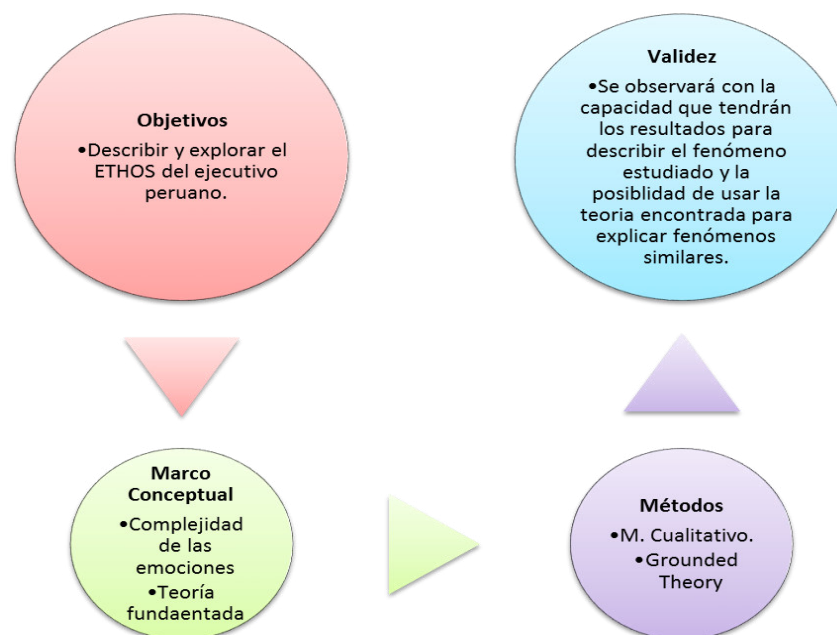 Objetivos
•Describir y explorar el
ETHOS del ejecutivo
peruano.
Marco
Conceptual
•Complejidad
de las
emociones
•Teoría
fundaentada
Métodos
•M. Cualitativo.
•Grounded
Theory
Validez
•Se observará con la
capacidad que tendrán
los resultados para
describir el fenómeno
estudiado y la
posiblidad de usar la
teoria encontrada para
explicar fenómenos
similares.